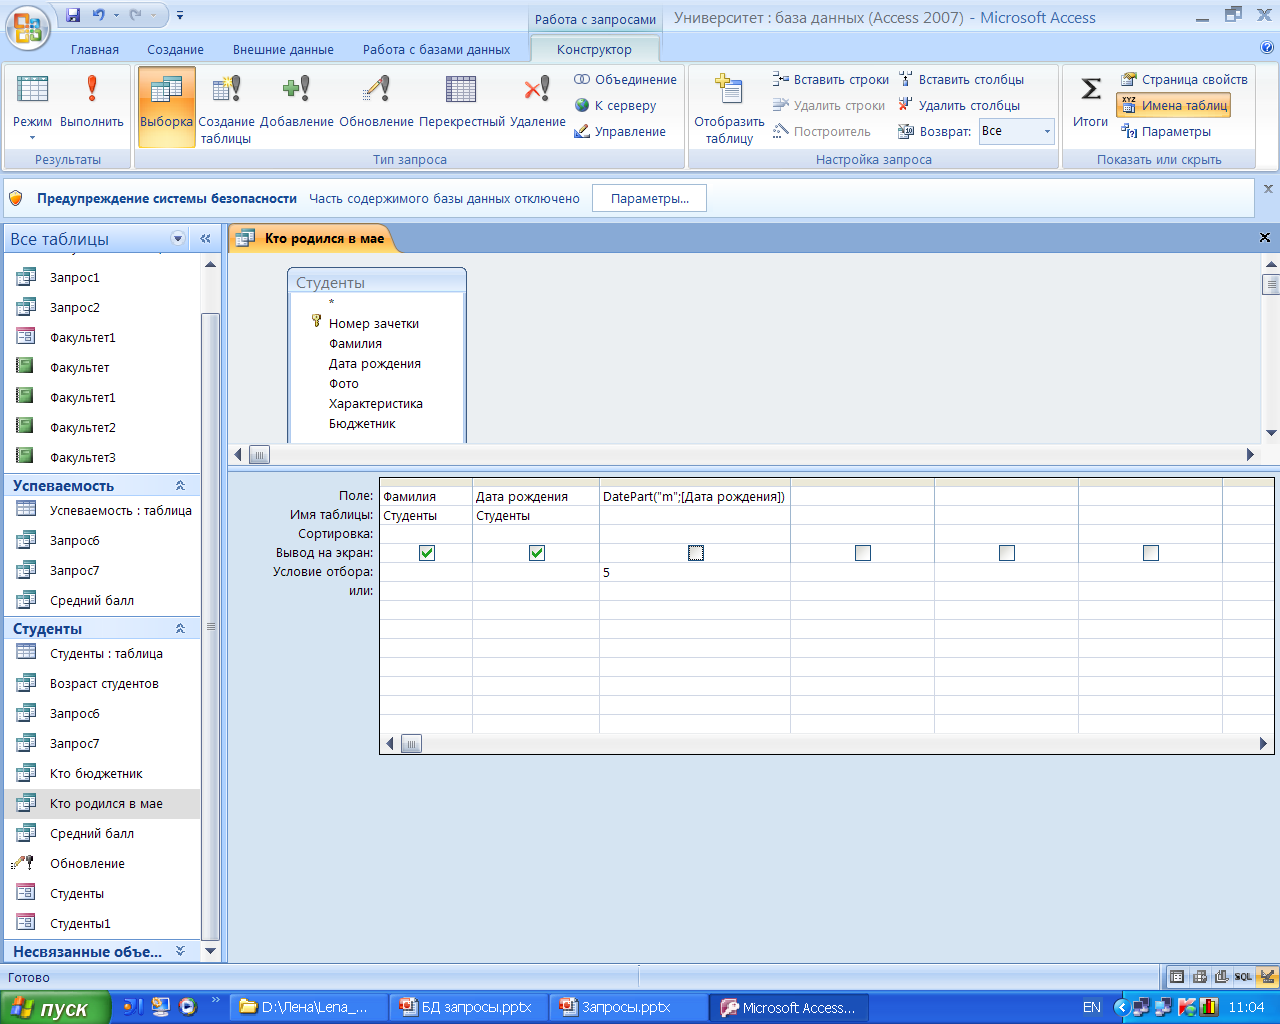 Работа с запросами
Университет : база данных (Access 2007) - Microsoft Access
Главная
Создание
Внешние данные
Работа с базами данных
Конструктор
Режим
Выполнить
Результаты
Выборка
Создание таблицы
Добавление
Обновление
Перекрестный
Удаление
Объединение
К серверу
Управление
Тип запроса
Отобразить таблицу
Вставить строки
Удалить строки
Построитель
Вставить столбцы
Удалить столбцы
Возврат: Все
Настройка запроса
Итоги
Страница свойств
Имена таблиц
Параметры
Показать или скрыть
Предупреждение системы безопасности Часть содержимого базы данных отключено Параметры...
Все таблицы
Запрос1
Запрос2
Факультет1
Факультет
Факультет1
Факультет2
Факультет3
Успеваемость
Успеваемость : таблица
Запрос6
Запрос7
Средний балл
Студенты
Студенты : таблица
Возраст студентов
Запрос6
Запрос7
Кто бюджетник
Кто родился в мае
Средний балл
Обновление
Студенты
Студенты1
Несвязанные объе...
Кто родился в мае
Студенты
*
Номер зачетки
Фамилия
Дата рождения
Фото
Характеристика
Бюджетник
Поле: Фамилия Дата рождения DatePart("m";[Дата рождения])
Имя таблицы: Студенты Студенты
Сортировка:
Вывод на экран:
Условие отбора: 5
или:
Готово
SQL
пуск
D:\Лена\Lena_...
БД запросы.pptx
Запросы.pptx
Microsoft Access...
EN
11:04